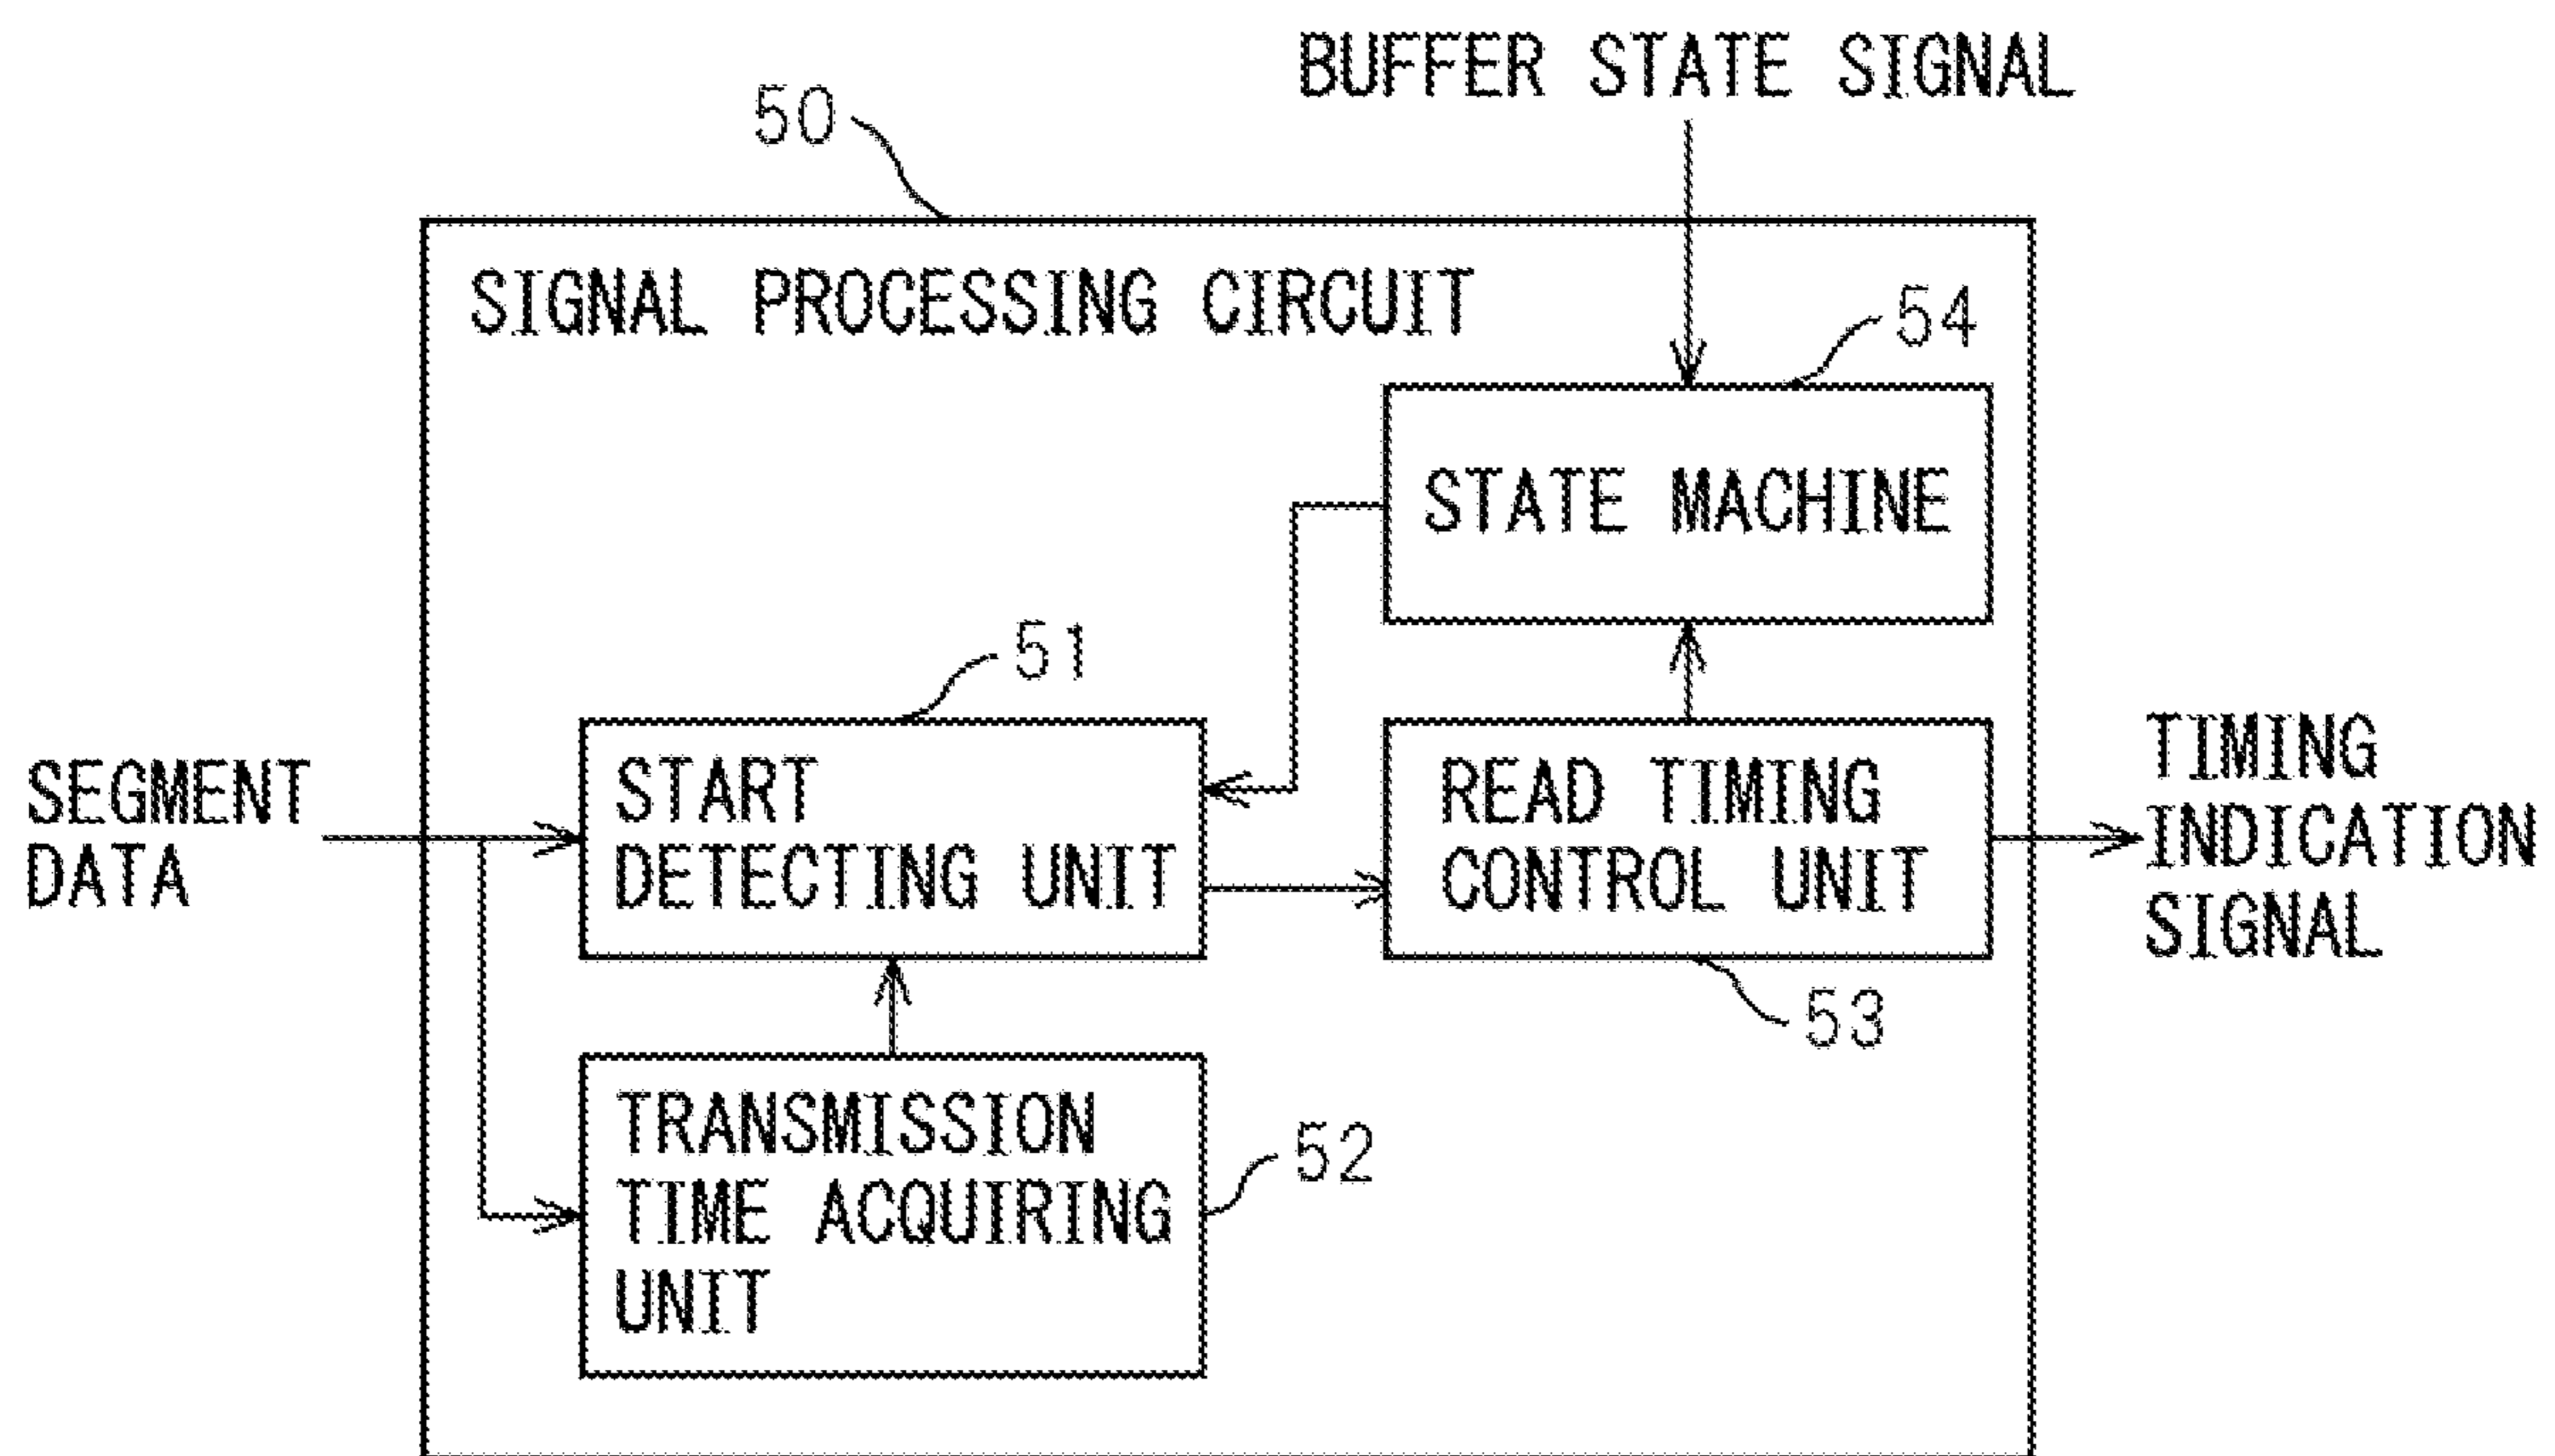 BUFFER STATE SIGNAL
50
SIGNAL PROCESSING CIRCUIT
54
STATE MACHINE
51
SEGMENT
DATA
START
DETECTING UNIT
READ TIMING
CONTROL UNIT
TIMING
INDICATION
SIGNAL
53
TRANSMISSION
TIME ACQUIRING
UNIT
52